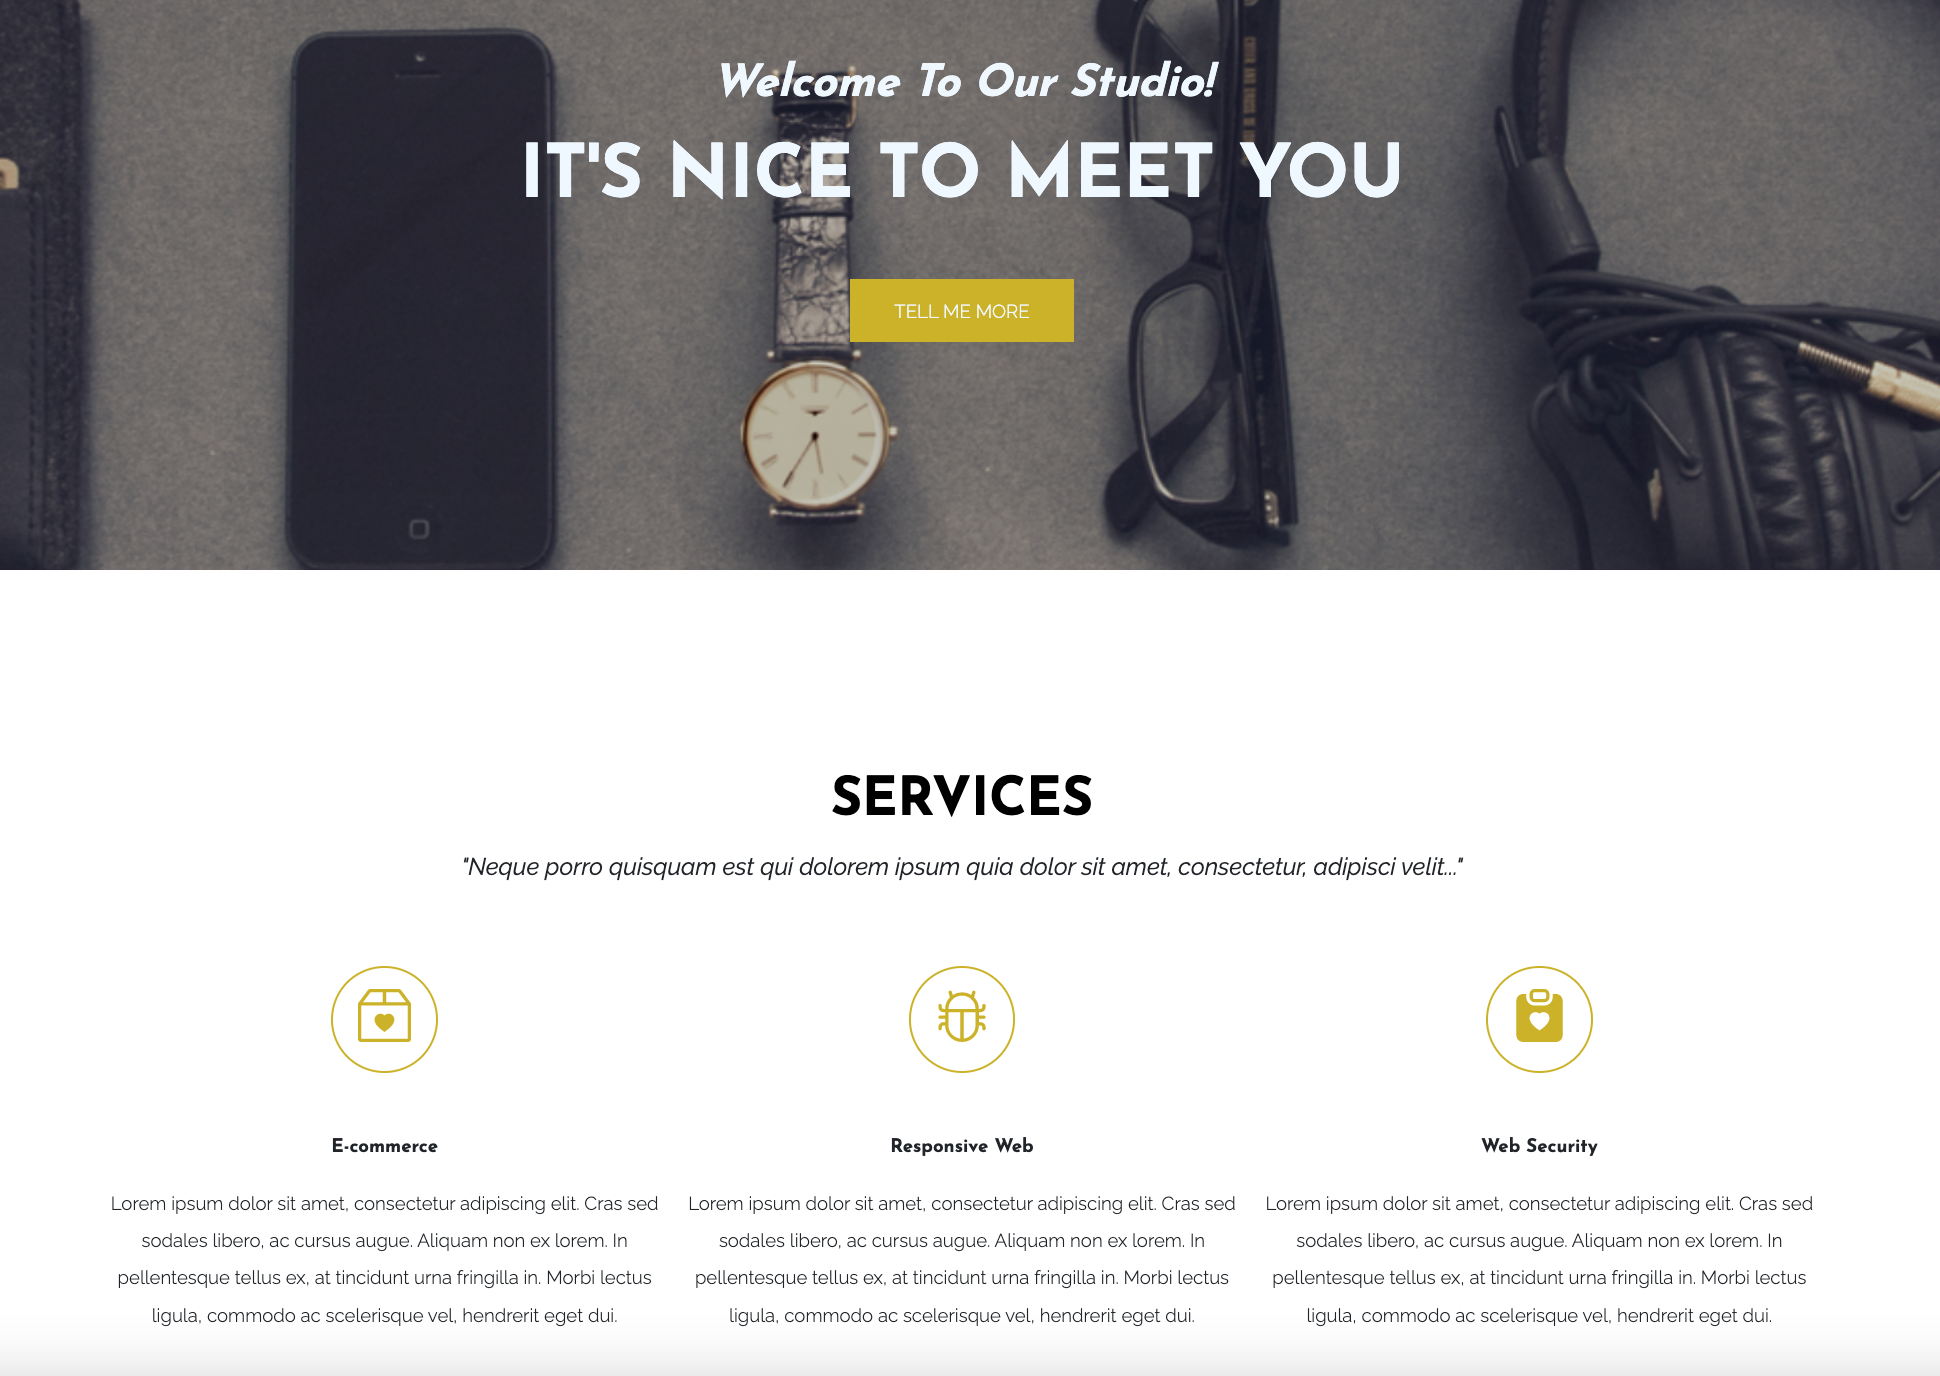 Welcome To Our Studio!
IT'S NICE TO MEET YOU
TELL ME MORE
SERVICES
"Neque porro quisquam est qui dolorem ipsum quia dolor sit amet, consectetur, adipisci velit..."
E-commerce
Lorem ipsum dolor sit amet, consectetur adipiscing elit. Cras sed
sodales libero, ac cursus augue. Aliquam non ex lorem. In
pellentesque tellus ex, at tincidunt urna fringilla in. Morbi lectus
ligula, commodo ac scelerisque vel, hendrerit eget dui.
Responsive Web
Lorem ipsum dolor sit amet, consectetur adipiscing elit. Cras sed
sodales libero, ac cursus augue. Aliquam non ex lorem. In
pellentesque tellus ex, at tincidunt urna fringilla in. Morbi lectus
ligula, commodo ac scelerisque vel, hendrerit eget dui.
Web Security
Lorem ipsum dolor sit amet, consectetur adipiscing elit. Cras sed
sodales libero, ac cursus augue. Aliquam non ex lorem. In
pellentesque tellus ex, at tincidunt urna fringilla in. Morbi lectus
ligula, commodo ac scelerisque vel, hendrerit eget dui.